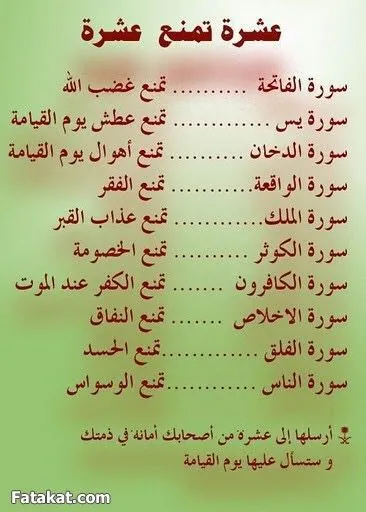 عشرة تمنع عشرة
سورة الفاتحة .......... تمنع غضب الله
سورة يس ............. تمنع عطش يوم القيامة
سورة الدخان .......... تمنع أهوال يوم القيامة
سورة الواقعة............ تمنع الفقر
سورة الملك............. تمنع عذاب القبر
سورة الكوثر .......... تمنع الخصومة
سورة الكافرون ....... تمنع الكفر عند الموت
سورة الاخلاص ....... تمنع النفاق
سورة الفلق .............تمنع الحسد
سورة الناس ............تمنع الوسواس
أرسلها إلى عشرة من أصحابك أمانة في ذمتك
و ستسأل عليها يوم القيامة
Fatakat.com